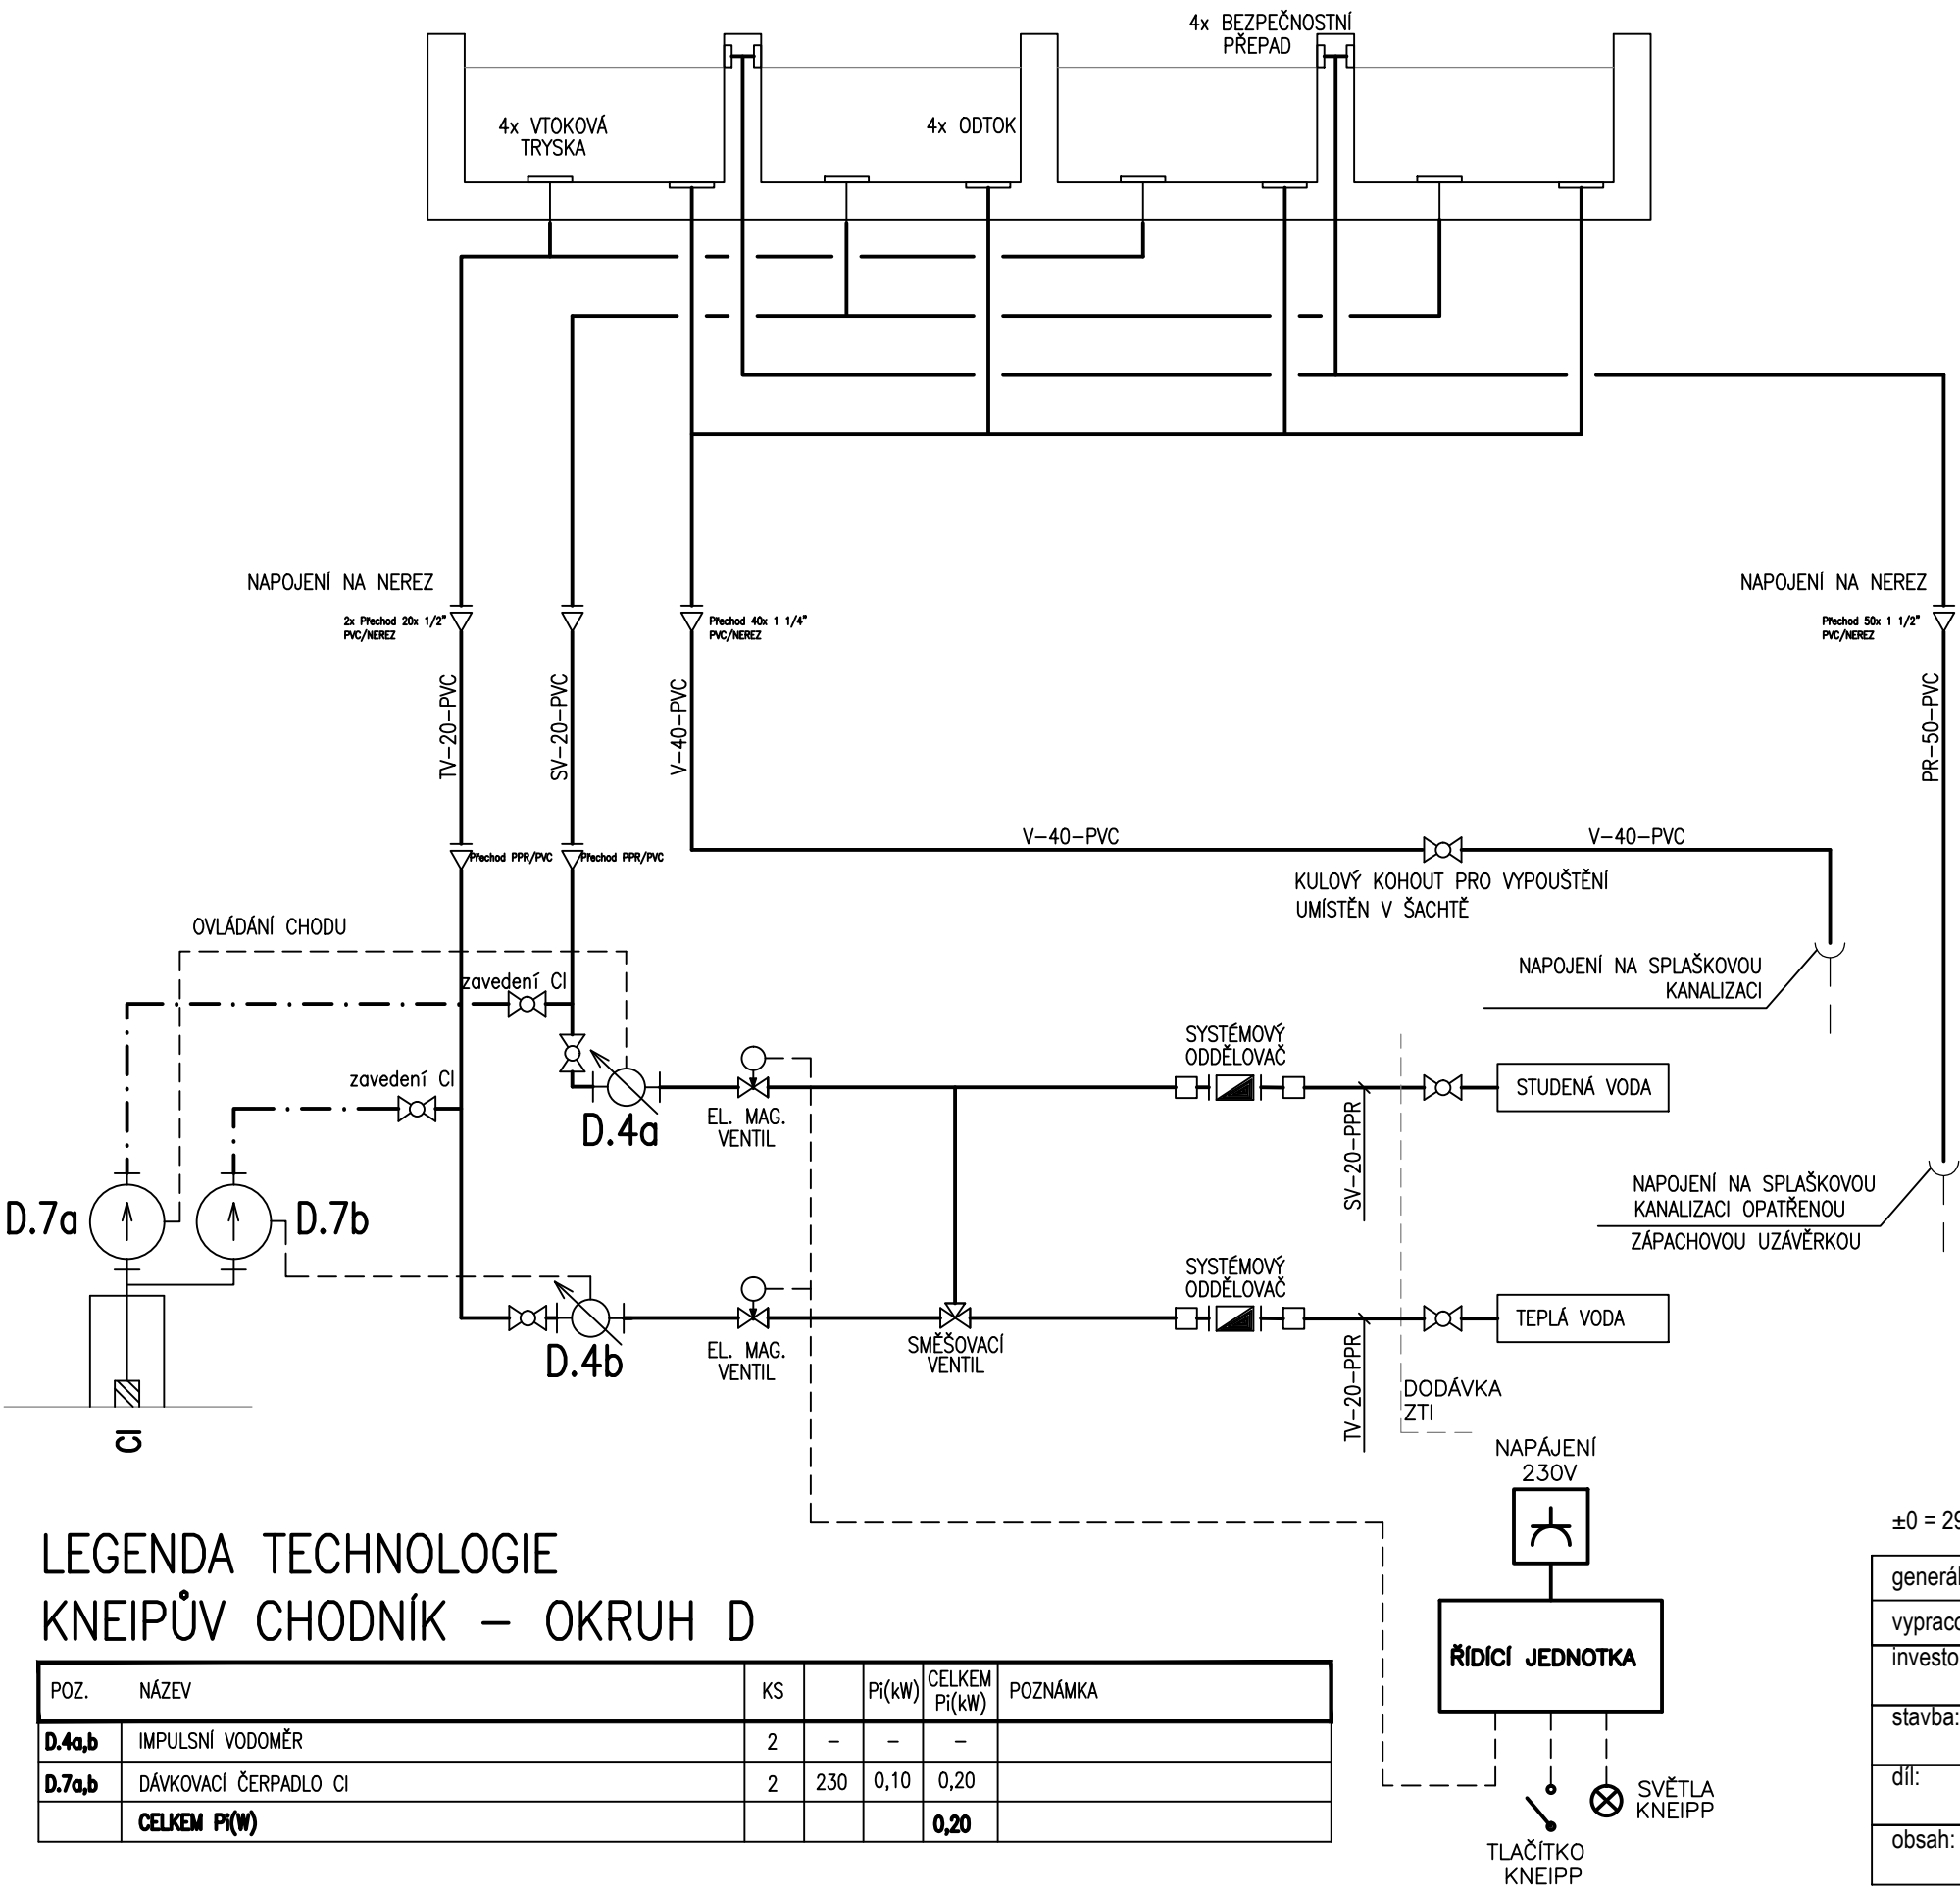 4x BEZPEČNOSTNÍ
PŘEPAD
4x VTOKOVÁ
TRYSKA
4x ODTOK
NAPOJENÍ NA NEREZ
NAPOJENÍ NA NEREZ
2x Přechod 20x 1/2"
PVC/NEREZ
Přechod 40x 1 1/4"
PVC/NEREZ
Přechod 50x 1 1/2"
PVC/NEREZ
TV-20-PVC
SV-20-PVC
V-40-PVC
PR-50-PVC
V-40-PVC
V-40-PVC
Přechod PPR/PVC
Přechod PPR/PVC
KULOVÝ KOHOUT PRO VYPOUŠTĚNÍ
UMÍSTĚN V ŠACHTĚ
OVLÁDÁNÍ CHODU
zavedení Cl
NAPOJENÍ NA SPLAŠKOVOU
KANALIZACI
SYSTÉMOVÝ
ODDĚLOVAČ
zavedení Cl
STUDENÁ VODA
D.4a
EL. MAG.
VENTIL
SV-20-PPR
D.7a
D.7b
NAPOJENÍ NA SPLAŠKOVOU
KANALIZACI OPATŘENOU
ZÁPACHOVOU UZÁVĚRKOU
SYSTÉMOVÝ
ODDĚLOVAČ
TEPLÁ VODA
D.4b
EL. MAG.
VENTIL
SMĚŠOVACÍ
VENTIL
TV-20-PPR
DODÁVKA
ZTI
Cl
NAPÁJENÍ
230V
ŘÍDÍCÍ JEDNOTKA
SVĚTLA
KNEIPP
TLAČÍTKO
KNEIPP
LEGENDA TECHNOLOGIE
KNEIPŮV CHODNÍK – OKRUH D
POZ. NÁZEV KS Pi(kW) CELKEM Pi(kW) POZNÁMKA
D.4a,b IMPULSNÍ VODOMĚR 2 – – –
D.7a,b DÁVKOVACÍ ČERPADLO Cl 2 230 0,10 0,20
CELKEM Pi(W) 0,20
±0 = 29
generál
vypraco
investo
stavba:
díl:
obsah: